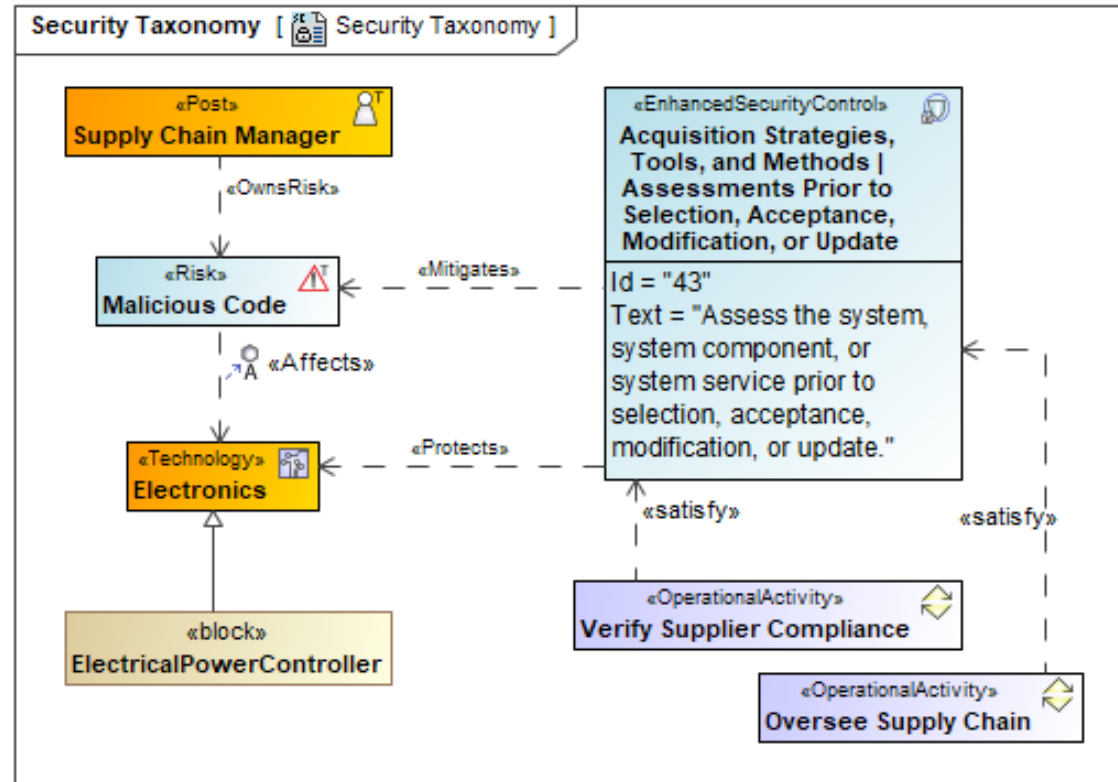 Security Taxonomy [ Security Taxonomy ]
«Post»
Supply Chain Manager
«OwnsRisk»
«Risk»
Malicious Code
«Mitigates»
«Affects»
«Technology»
Electronics
«Protects»
«block»
ElectricalPowerController
«EnhancedSecurityControl»
Acquisition Strategies,
Tools, and Methods |
Assessments Prior to
Selection, Acceptance,
Modification, or Update
Id = "43"
Text = "Assess the system,
system component, or
system service prior to
selection, acceptance,
modification, or update."
«satisfy»
«satisfy»
«OperationalActivity»
Verify Supplier Compliance
«OperationalActivity»
Oversee Supply Chain